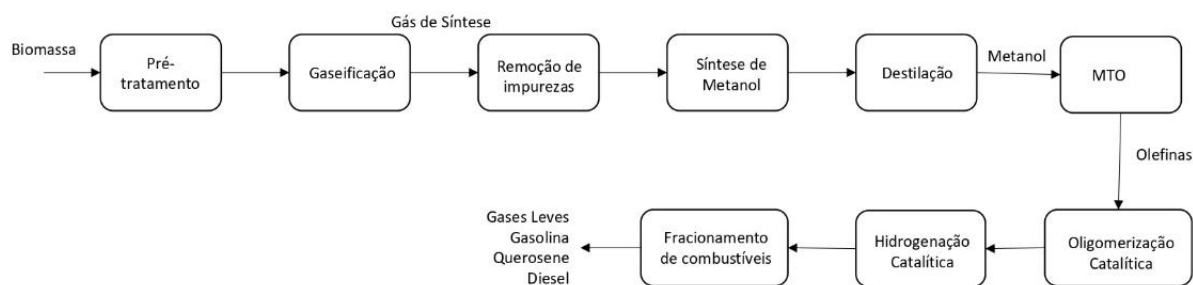 Gás de Síntese
Biomassa
Pré-
tratamento
Gaseificação
Remoção de
impurezas
Síntese de
Metanol
Destilação
Metanol
MTO
Olefinas
Oligomerização
Catalítica
Hidrogenação
Catalítica
Fracionamento
de combustíveis
Gases Leves
Gasolina
Querosene
Diesel